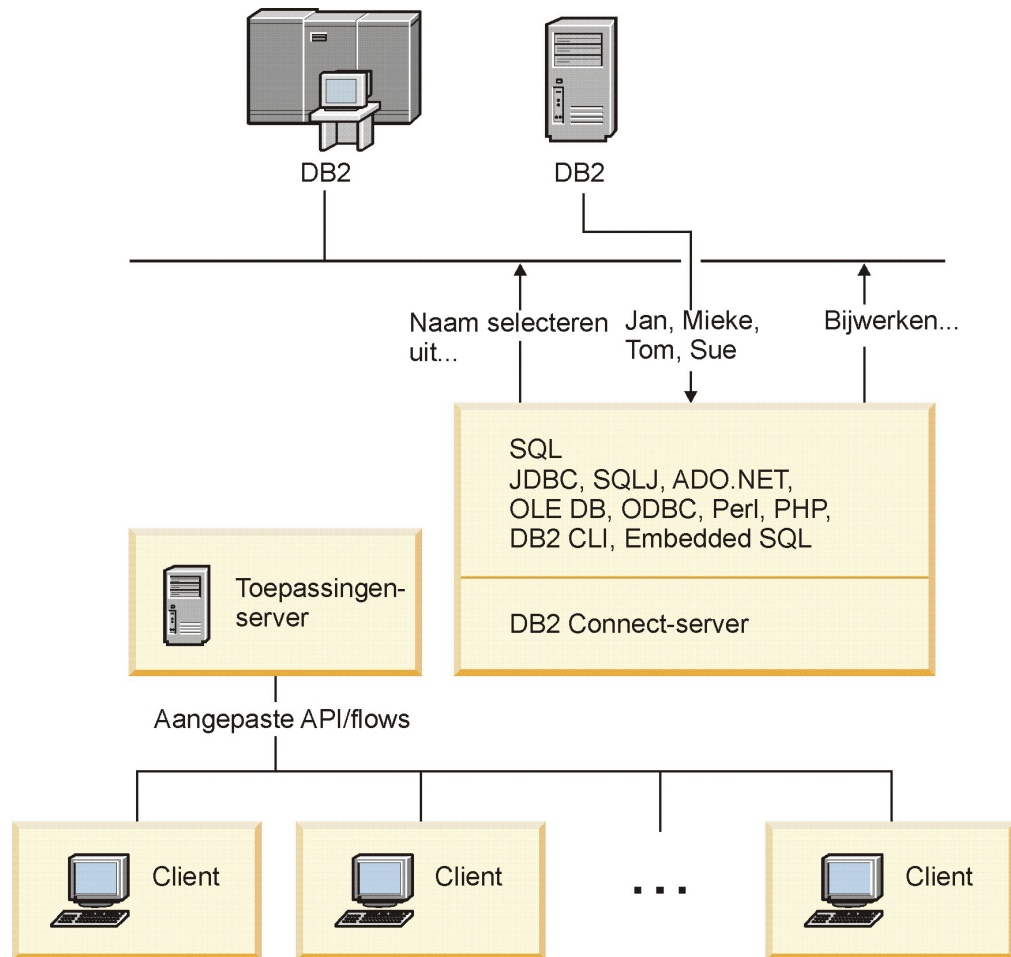 DB2
DB2
Naam selecteren
uit...
Jan, Mieke,
Tom, Sue
Bijwerken...
SQL
JDBC, SQLJ, ADO.NET,
OLE DB, ODBC, Perl, PHP,
DB2 CLI, Embedded SQL
DB2 Connect-server
Toepassingen-
server
Aangepaste API/flows
Client
Client
...
Client